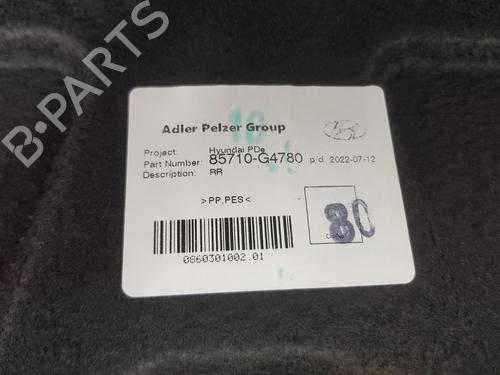 Adler Pelzer Group
Project: Hyundai PDe
Part Number: 85710-G4780 p/d: 2022-07-12
Description: RR
>PP.PES<
80
0860301002.01
B-PARTS